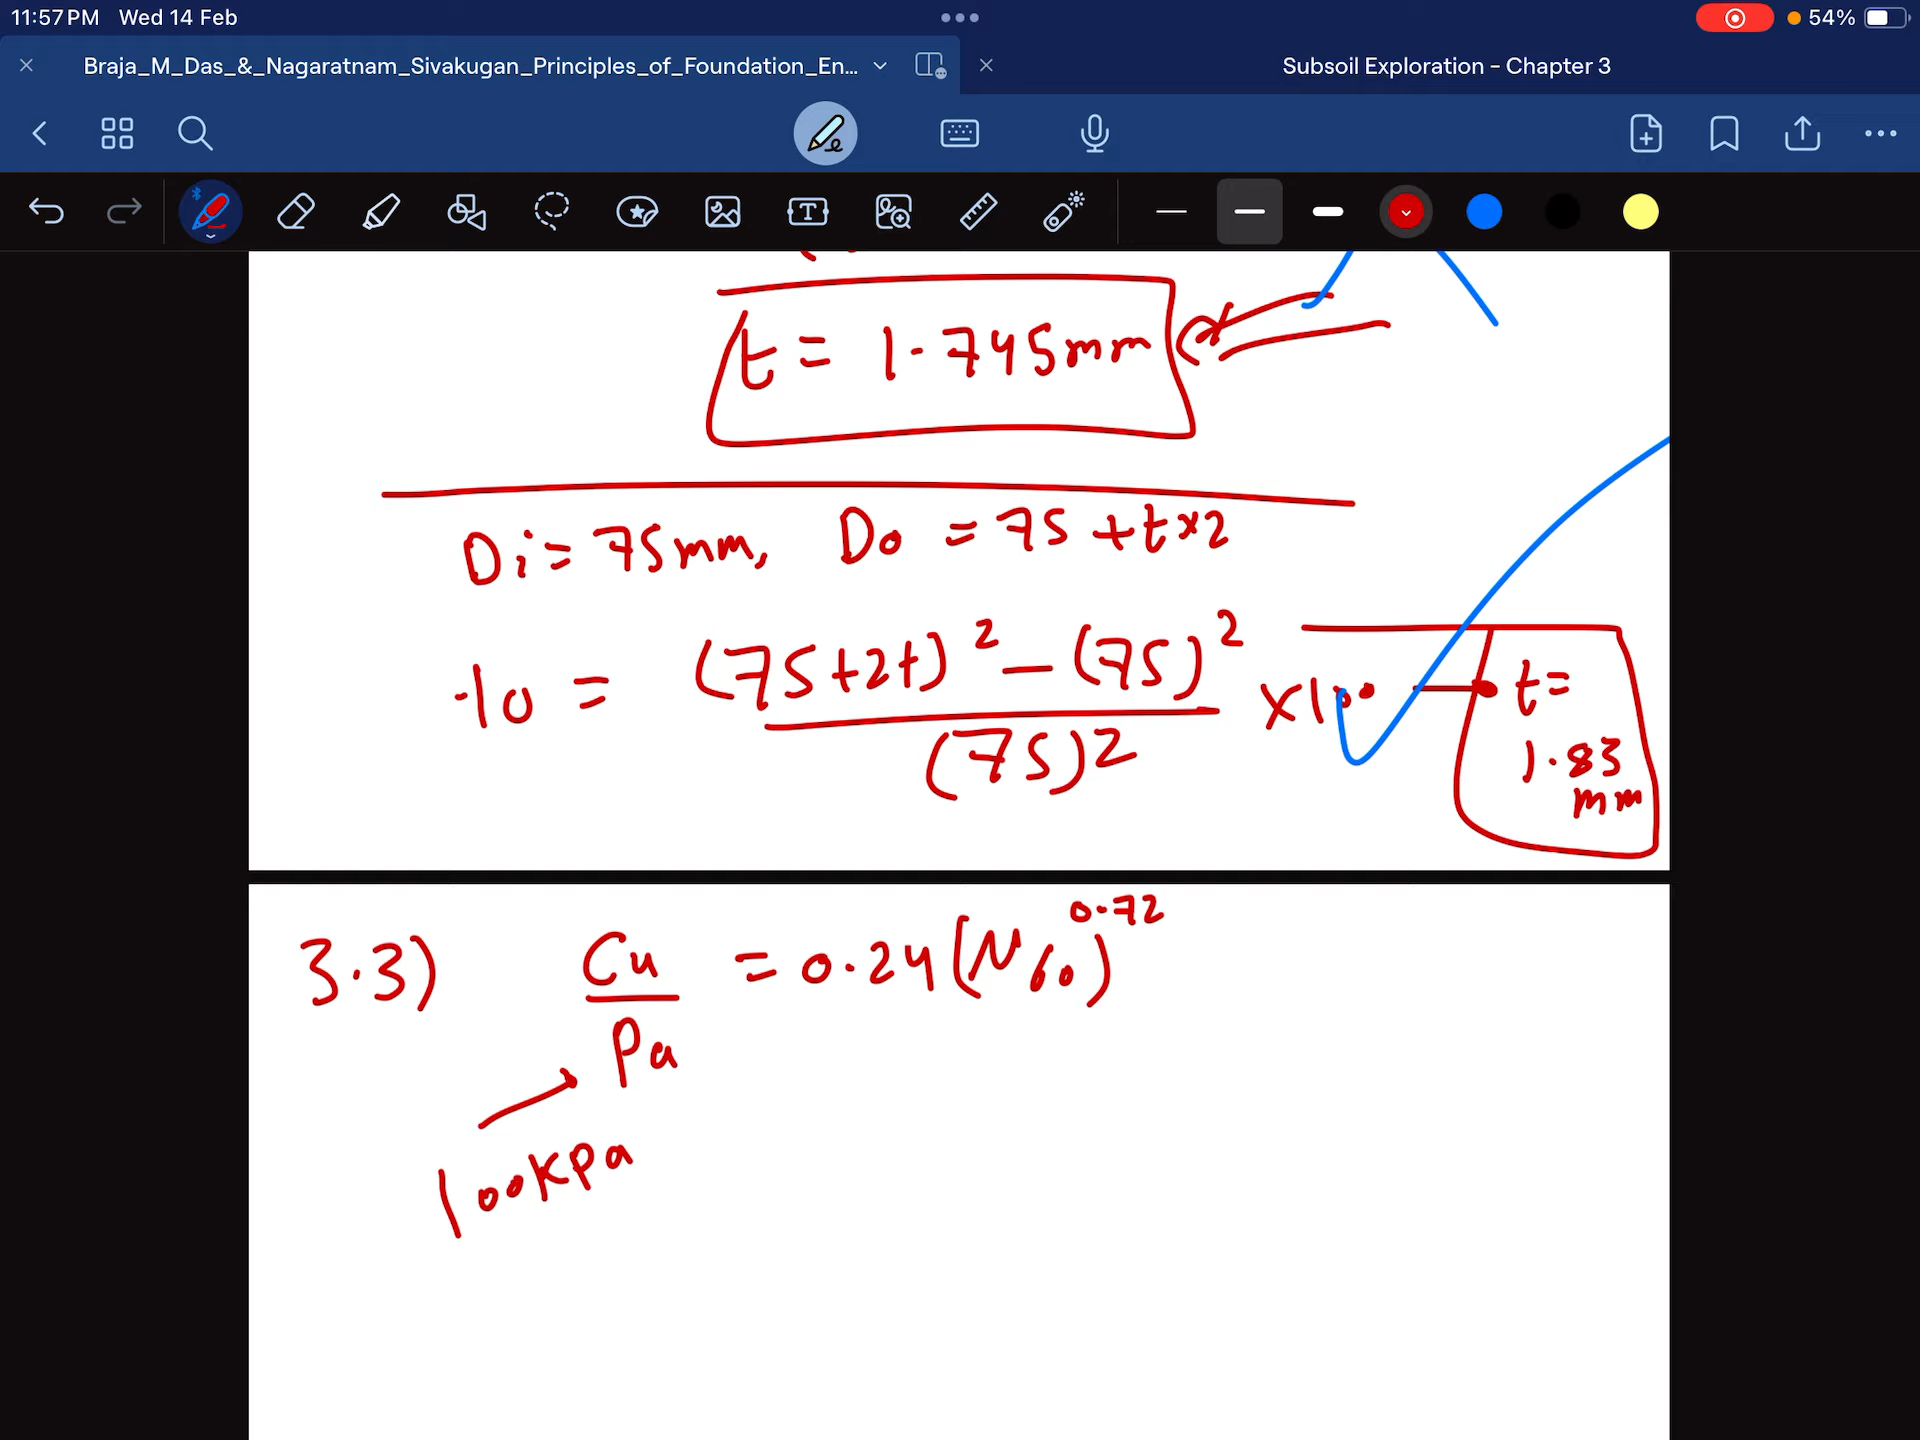 11:57 PM Wed 14 Feb
54%
Braja_M_Das_&_Nagaratnam_Sivakugan_Principles_of_Foundation_En...
Subsoil Exploration - Chapter 3
t = 1.745mm
Di = 75mm, Do = 75 + t×2
10 = (75+2t)² - (75)²
(75)²
×100
t =
1.83
mm
3.3) Cu = 0.24 (N60)^0.72
Pa
100Kpa